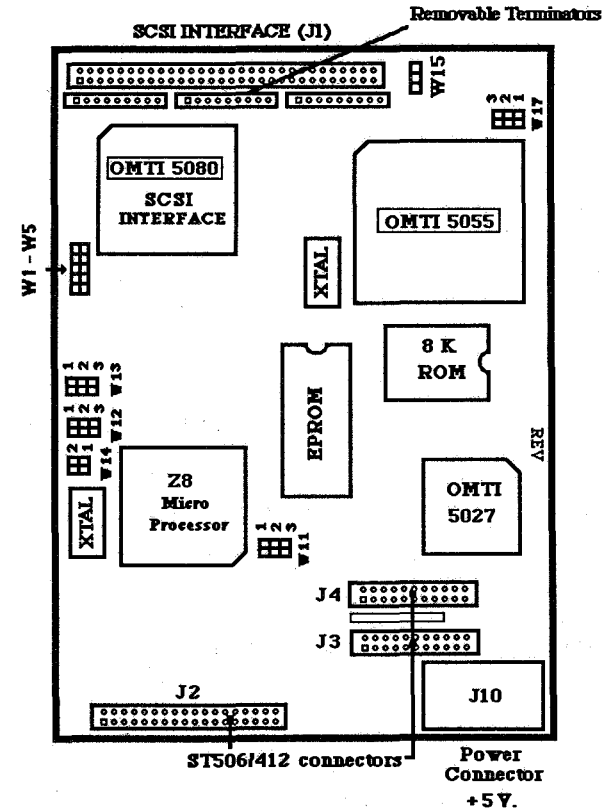 Removable Terminators
SCSI INTERFACE (J1)
W15
3 2 1
W17
OMTI 5080
SCSI
INTERFACE
OMTI 5055
W1-W5
XTAL
8 K
ROM
EPROM
1 2 3
W13
1 2 3
W12
2 1
W14
REV
XTAL
Z8
Micro
Processor
OMTI
5027
1 2 3
W11
J4
J3
J2
J10
ST506/412 connectors
Power
Connector
+5 V.